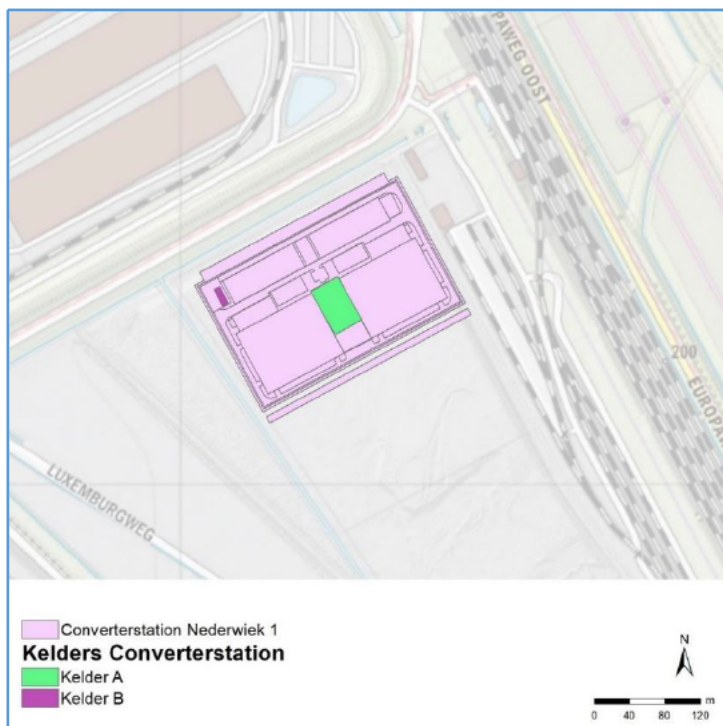 PAWEG OOST
200
EUROPA
LUXEMBURGWEG
Converterstation Nederwiek 1
Kelders Converterstation
Kelder A
Kelder B
N
m
0 40 80 120